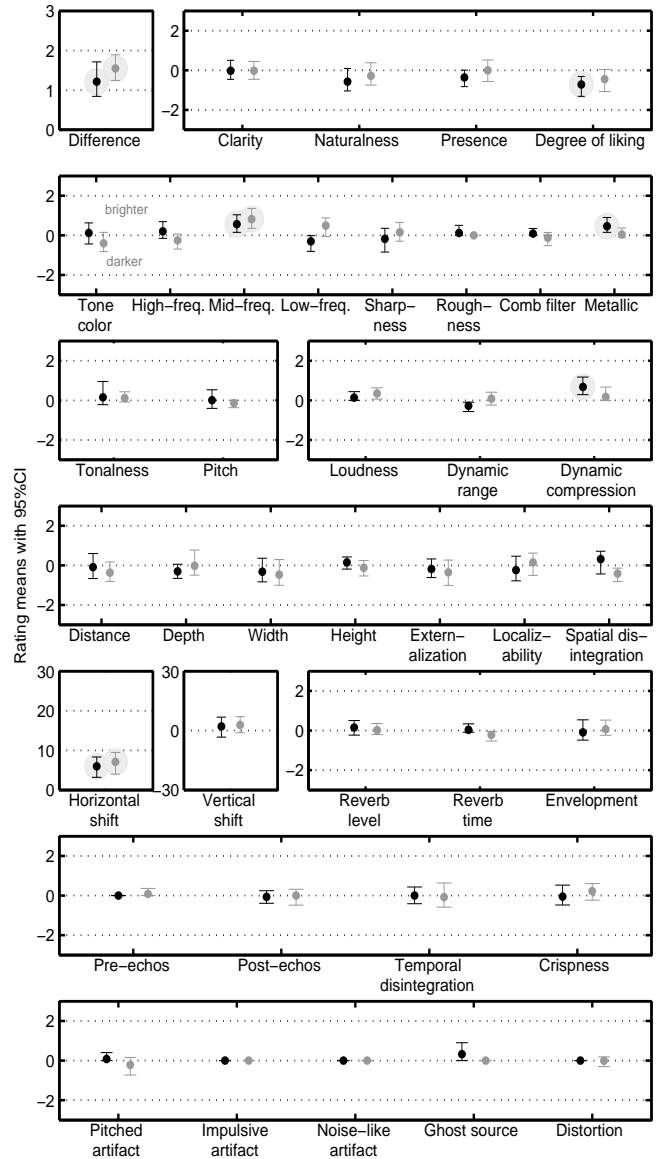 3
2
1
0
Difference
2
0
−2
Clarity Naturalness Presence Degree of liking
2
0
−2
brighter
darker
Tone color High−freq. Mid−freq. Low−freq. Sharp−ness Rough−ness Comb filter Metallic
2
0
−2
Tonalness Pitch
2
0
−2
Loudness Dynamic range Dynamic compression
Rating means with 95%CI
2
0
−2
Distance Depth Width Height Extern−alization Localiz−ability Spatial dis−integration
30
20
10
0
Horizontal shift
30
0
−30
Vertical shift
2
0
−2
Reverb level Reverb time Envelopment
2
0
−2
Pre−echos Post−echos Temporal disintegration Crispness
2
0
−2
Pitched artifact Impulsive artifact Noise−like artifact Ghost source Distortion